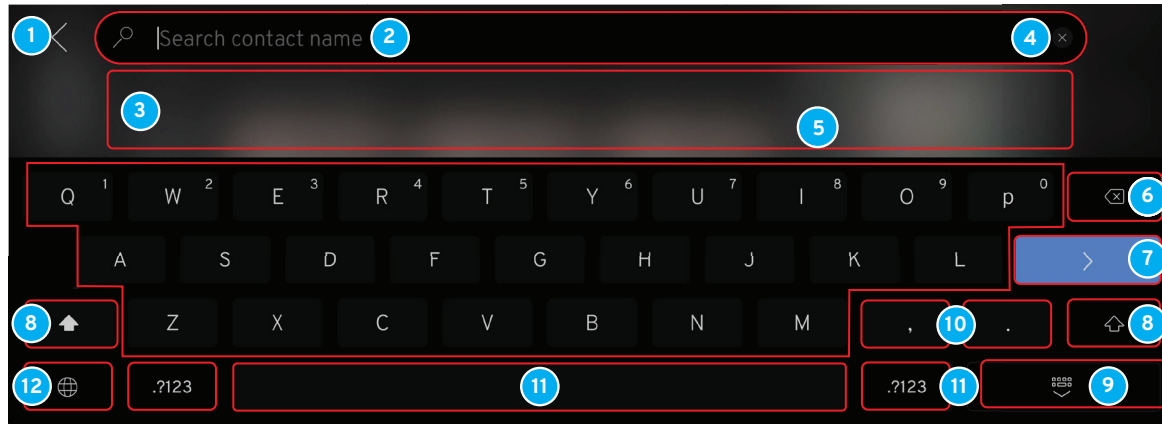 1 Search contact name 2 4
3 5
Q 1 W 2 E 3 R 4 T 5 Y 6 U 7 I 8 O 9 p 0 6
A S D F G H J K L 7
8 Z X C V B N M , 10 . 8
12 .?123 11 .?123 11 9